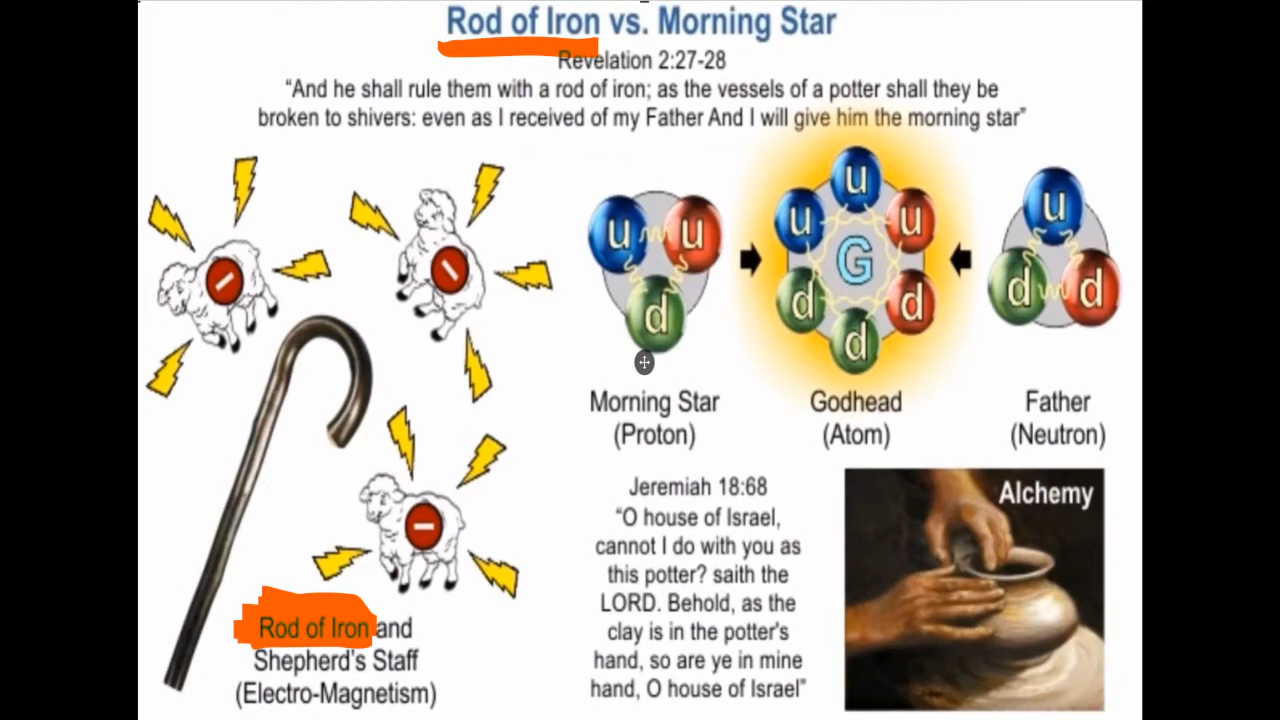 Rod of Iron vs. Morning Star
Revelation 2:27-28
“And he shall rule them with a rod of iron; as the vessels of a potter shall they be
broken to shivers: even as I received of my Father And I will give him the morning star”
u u
d
u
u u
G
d d
d
u
d d
Morning Star
(Proton)
Godhead
(Atom)
Father
(Neutron)
Rod of Iron and
Shepherd's Staff
(Electro-Magnetism)
Jeremiah 18:68
“O house of Israel,
cannot I do with you as
this potter? saith the
LORD. Behold, as the
clay is in the potter's
hand, so are ye in mine
hand, O house of Israel”
Alchemy